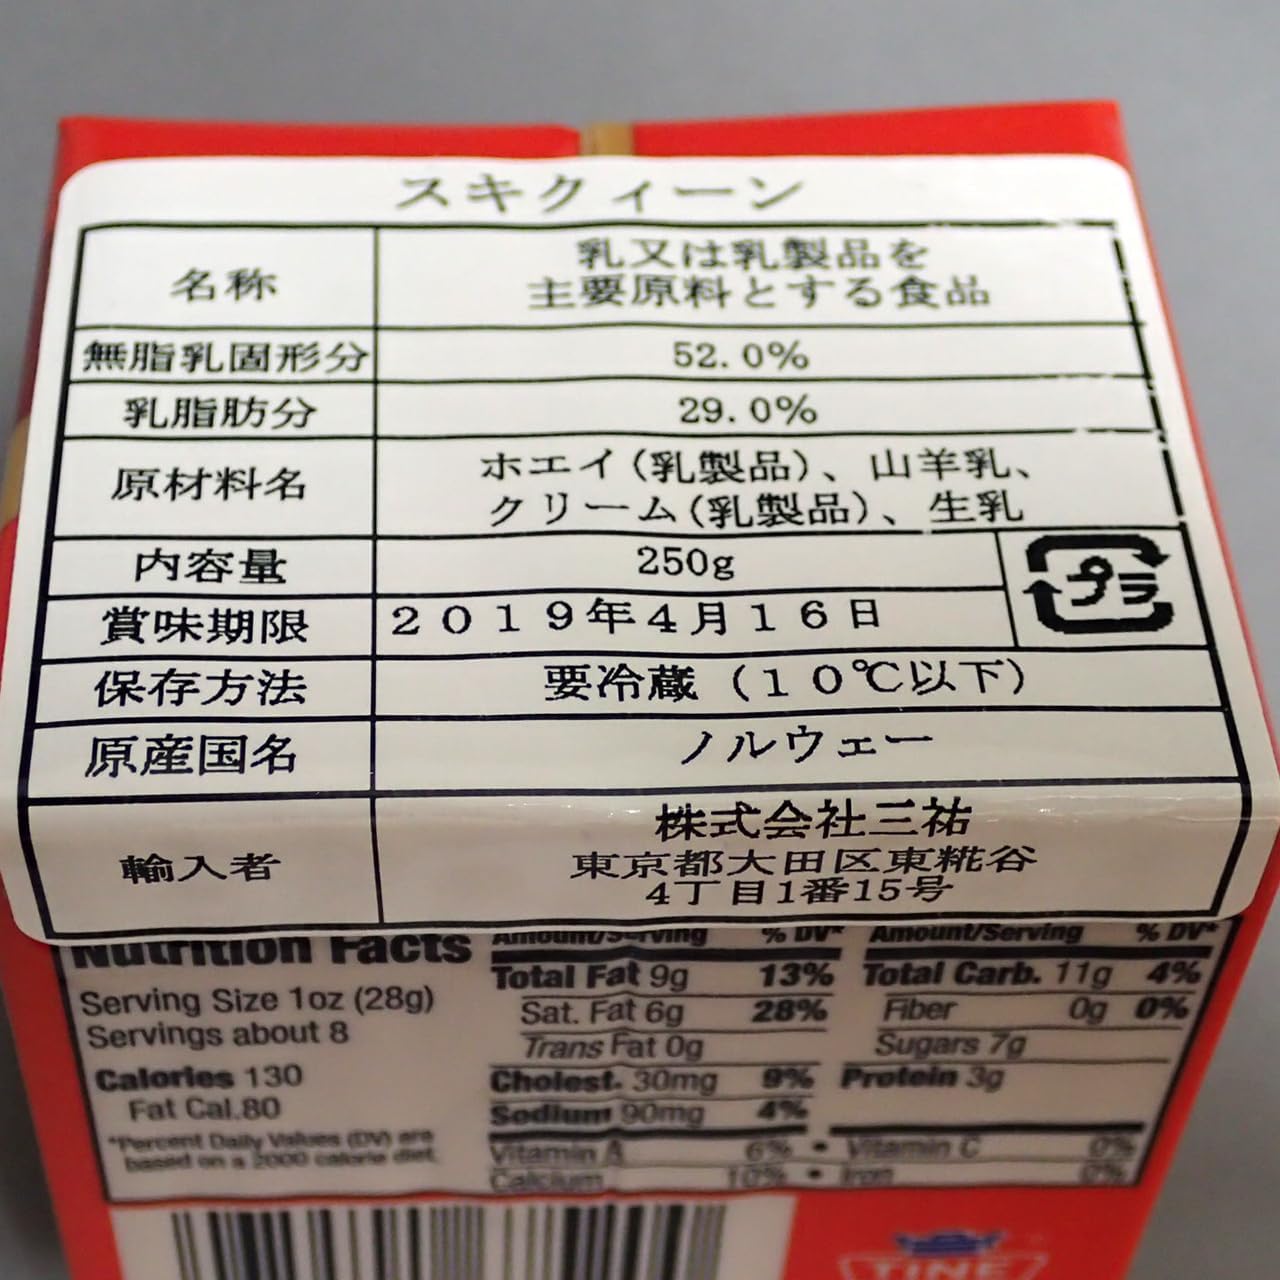 スキクィーン
名称
乳又は乳製品を
主要原料とする食品
無脂乳固形分 52.0%
乳脂肪分 29.0%
原材料名
ホエイ(乳製品)、山羊乳、
クリーム(乳製品)、生乳
内容量 250g
プラ
賞味期限 2019年4月16日
保存方法 要冷蔵(10℃以下)
原産国名 ノルウェー
輸入者
株式会社三祐
東京都大田区東糀谷
4丁目1番15号
Nutrition Facts
Serving Size 1oz (28g)
Servings about 8
Calories 130
Fat Cal.80
*Percent Daily Values (DV) are
based on a 2000 calorie diet.
Amount/Serving % DV*
Total Fat 9g 13%
Sat. Fat 6g 28%
Trans Fat 0g
Cholest. 30mg 9%
Sodium 90mg 4%
Amount/Serving % DV*
Total Carb. 11g 4%
Fiber 0g 0%
Sugars 7g
Protein 3g
Vitamin A 6% • Vitamin C 0%
Calcium 10% • Iron 0%
TINE